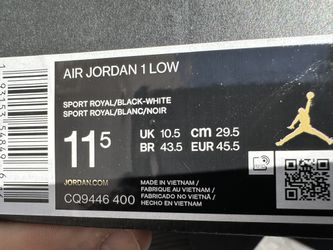 AIR JORDAN 1 LOW
SPORT ROYAL/BLACK-WHITE
SPORT ROYAL/BLANC/NOIR
11.5
UK 10.5 cm 29.5
BR 43.5 EUR 45.5
JORDAN.COM
CQ9446 400
MADE IN VIETNAM /
FABRIQUÉ AU VIETNAM /
FABRICADO NO VIETNÃ /
HECHO EN VIETNAM